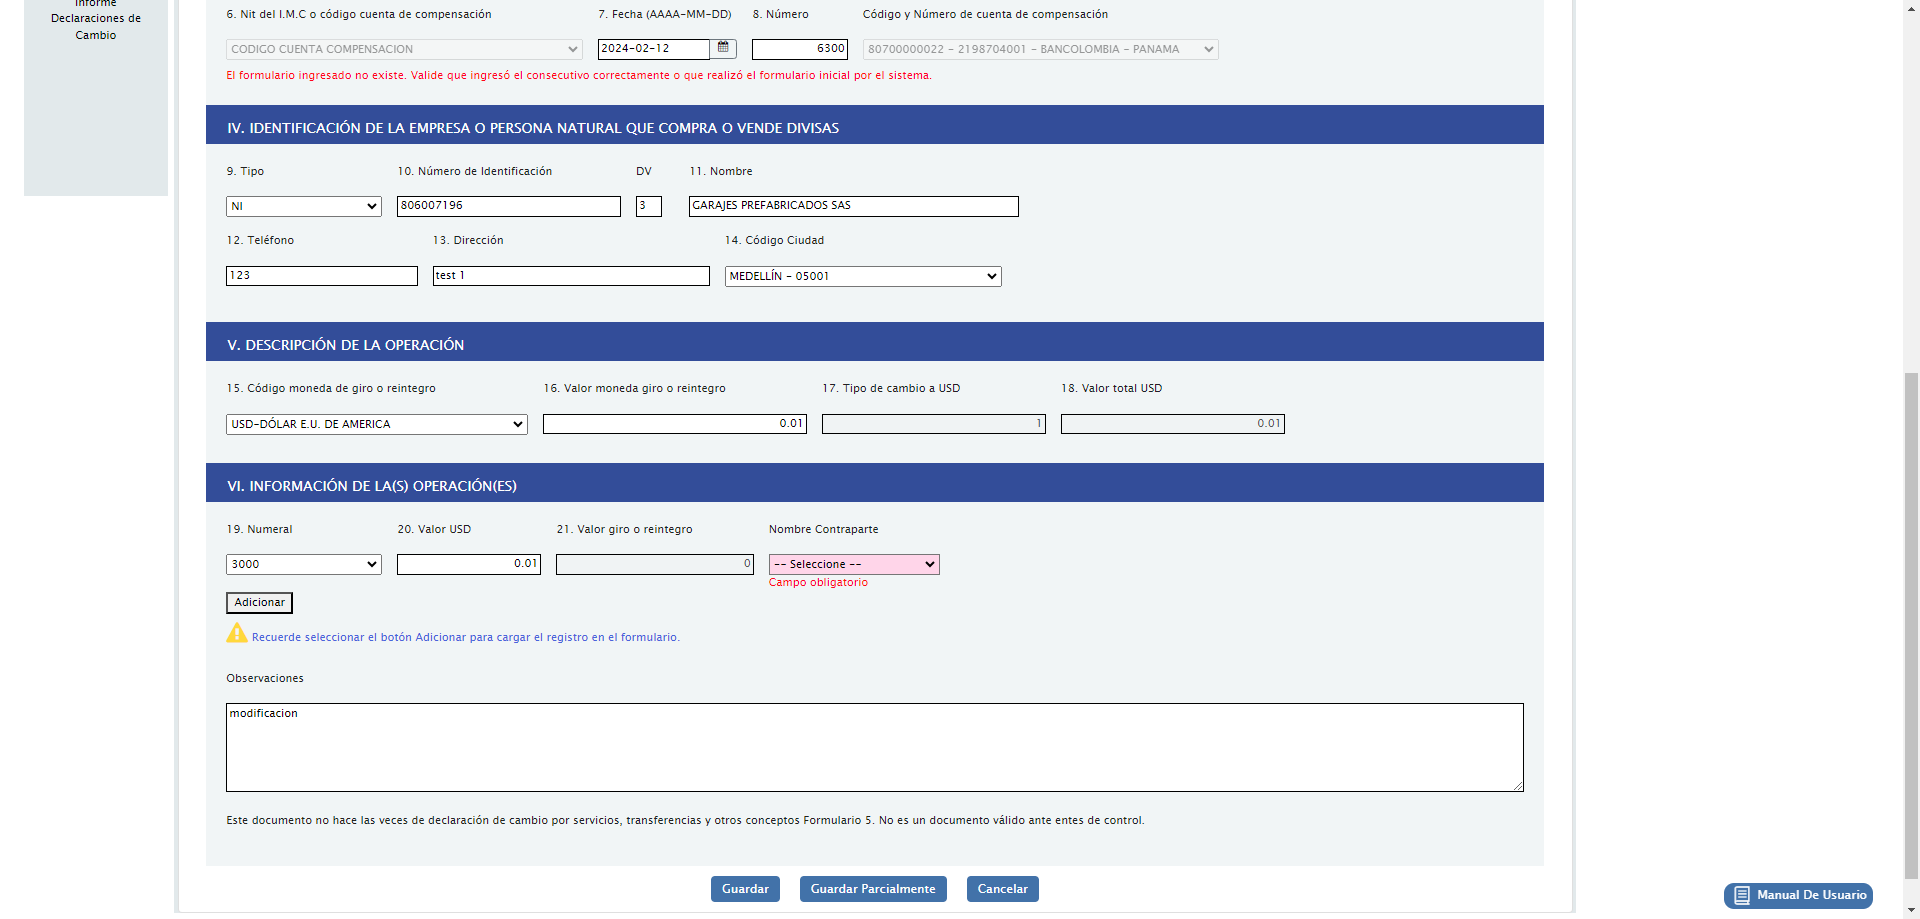 Informe
Declaraciones de
Cambio
6. Nit del I.M.C o código cuenta de compensación
7. Fecha (AAAA-MM-DD)
8. Número
Código y Número de cuenta de compensación
CODIGO CUENTA COMPENSACION
2024-02-12
6300
80700000022 - 2198704001 - BANCOLOMBIA - PANAMA
El formulario ingresado no existe. Valide que ingresó el consecutivo correctamente o que realizó el formulario inicial por el sistema.
IV. IDENTIFICACIÓN DE LA EMPRESA O PERSONA NATURAL QUE COMPRA O VENDE DIVISAS
9. Tipo
10. Número de Identificación
DV
11. Nombre
NI
806007196
3
GARAJES PREFABRICADOS SAS
12. Teléfono
13. Dirección
14. Código Ciudad
123
test 1
MEDELLÍN - 05001
V. DESCRIPCIÓN DE LA OPERACIÓN
15. Código moneda de giro o reintegro
16. Valor moneda giro o reintegro
17. Tipo de cambio a USD
18. Valor total USD
USD-DÓLAR E.U. DE AMERICA
0.01
1
0.01
VI. INFORMACIÓN DE LA(S) OPERACIÓN(ES)
19. Numeral
20. Valor USD
21. Valor giro o reintegro
Nombre Contraparte
3000
0.01
0
-- Seleccione --
Campo obligatorio
Adicionar
Recuerde seleccionar el botón Adicionar para cargar el registro en el formulario.
Observaciones
modificacion
Este documento no hace las veces de declaración de cambio por servicios, transferencias y otros conceptos Formulario 5. No es un documento válido ante entes de control.
Guardar
Guardar Parcialmente
Cancelar
Manual De Usuario